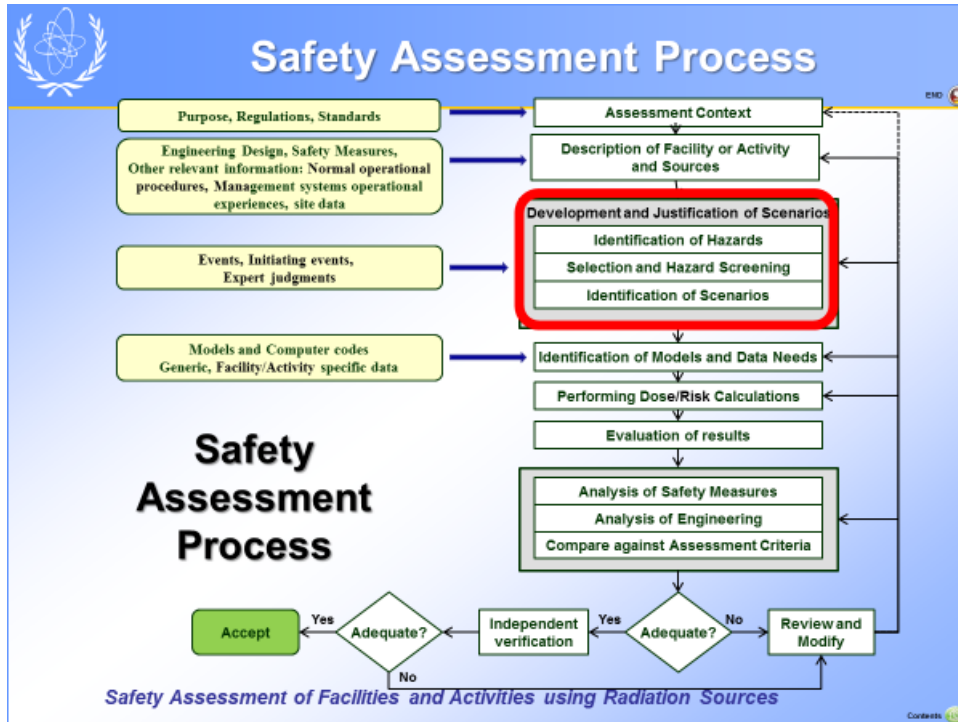 Safety Assessment Process
END
Purpose, Regulations, Standards
Assessment Context
Engineering Design, Safety Measures,
Other relevant information: Normal operational
procedures, Management systems operational
experiences, site data
Description of Facility or Activity
and Sources
Development and Justification of Scenarios
Identification of Hazards
Selection and Hazard Screening
Identification of Scenarios
Events, Initiating events,
Expert judgments
Models and Computer codes
Generic, Facility/Activity specific data
Identification of Models and Data Needs
Performing Dose/Risk Calculations
Evaluation of results
Safety
Assessment
Process
Analysis of Safety Measures
Analysis of Engineering
Compare against Assessment Criteria
Accept
Yes
Adequate?
No
Independent
verification
Yes
Adequate?
No
Review and
Modify
Safety Assessment of Facilities and Activities using Radiation Sources
Contents